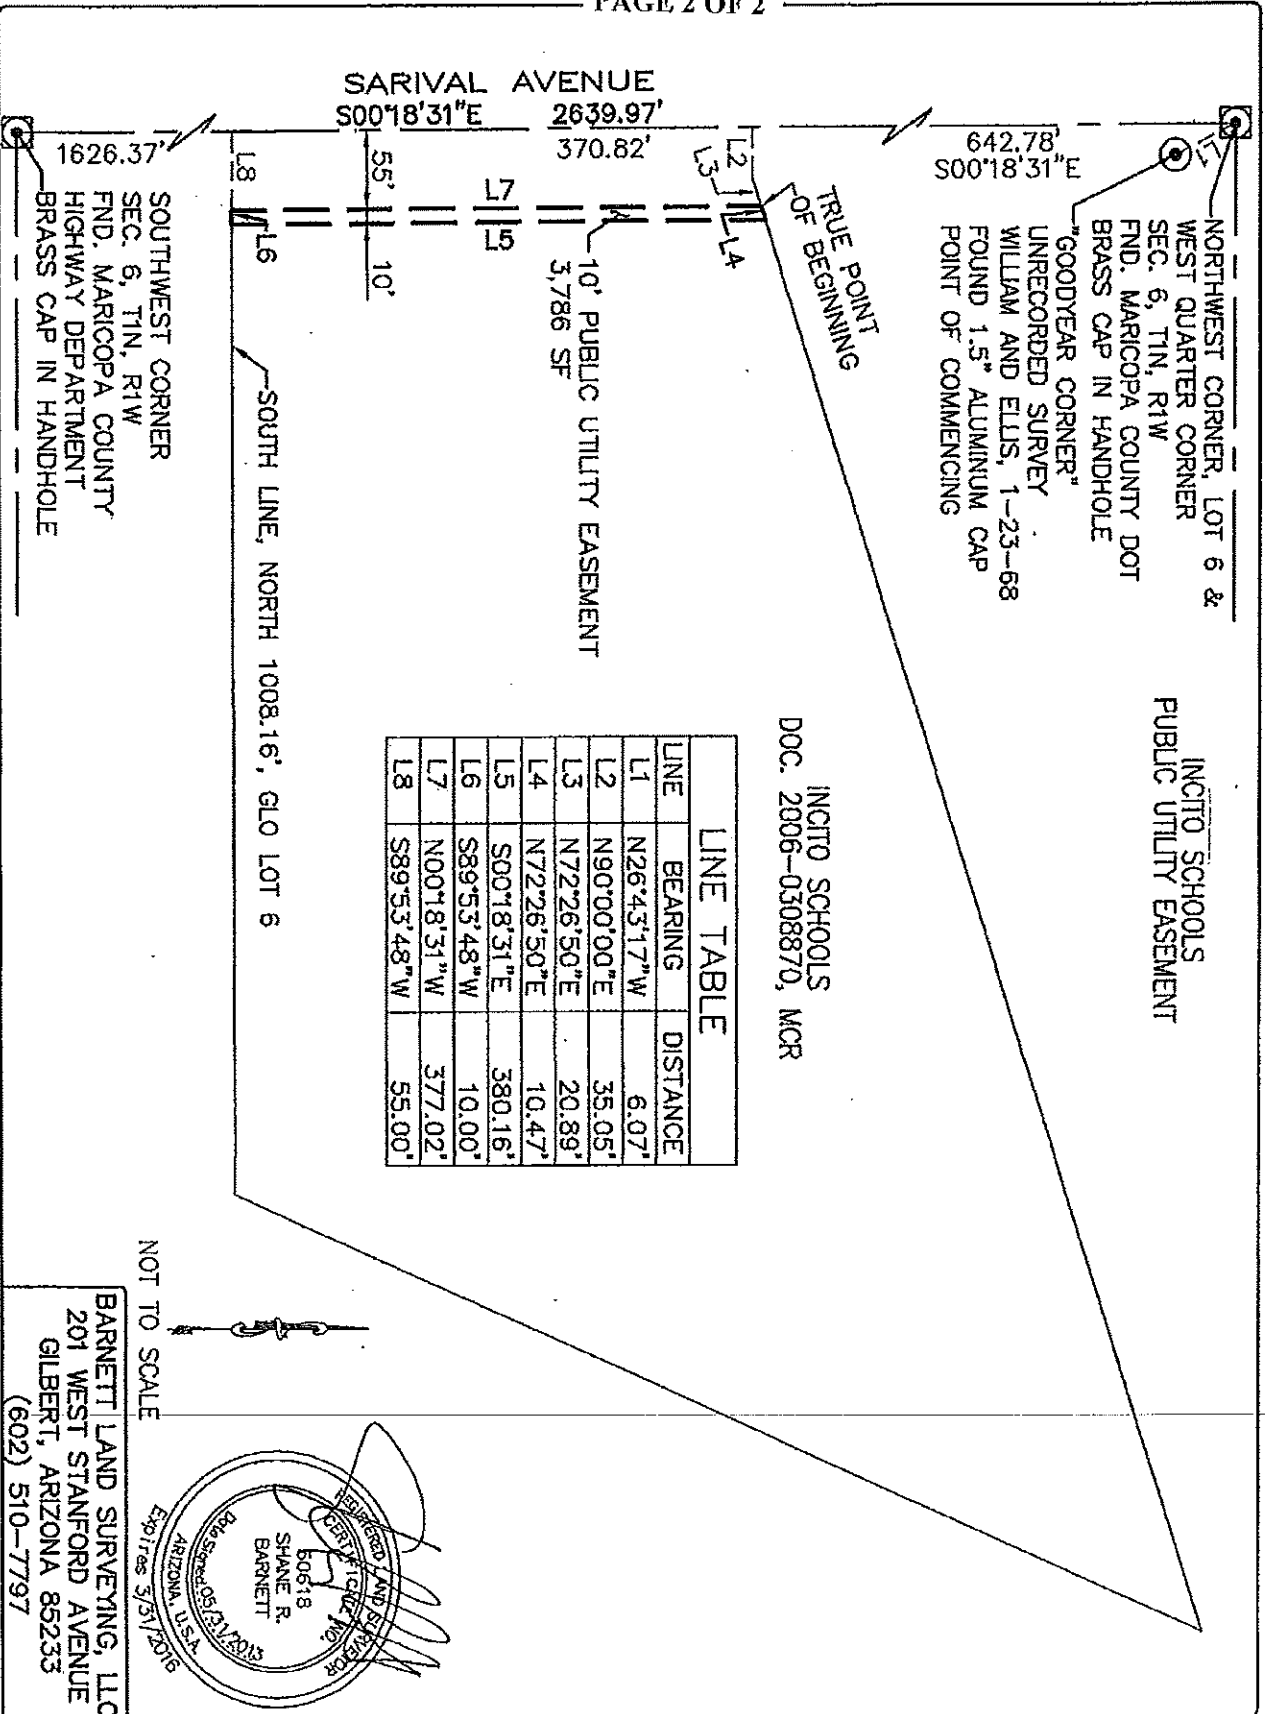 PAGE 2 OF 2
SARIVAL AVENUE
S00°18'31"E 2639.97'
1626.37'
370.82'
642.78'
S00°18'31"E
L1
L2
L3
L4
L5
L6
L7
L8
55'
10'
NORTHWEST CORNER, LOT 6 &
WEST QUARTER CORNER
SEC. 6, T1N, R1W
FND. MARICOPA COUNTY DOT
BRASS CAP IN HANDHOLE
"GOODYEAR CORNER"
UNRECORDED SURVEY
WILLIAM AND ELLIS, 1-23-68
FOUND 1.5" ALUMINUM CAP
POINT OF COMMENCING
TRUE POINT
OF BEGINNING
10' PUBLIC UTILITY EASEMENT
3,786 SF
SOUTH LINE, NORTH 1008.16', GLO LOT 6
SOUTHWEST CORNER
SEC. 6, T1N, R1W
FND. MARICOPA COUNTY
HIGHWAY DEPARTMENT
BRASS CAP IN HANDHOLE
INCITO SCHOOLS
PUBLIC UTILITY EASEMENT
INCITO SCHOOLS
DOC. 2006-0308870, MCR
LINE TABLE
LINE BEARING DISTANCE
L1 N26°43'17"W 6.07'
L2 N90°00'00"E 35.05'
L3 N72°26'50"E 20.89'
L4 N72°26'50"E 10.47'
L5 S00°18'31"E 380.16'
L6 S89°53'48"W 10.00'
L7 N00°18'31"W 377.02'
L8 S89°53'48"W 55.00'
NOT TO SCALE
REGISTERED LAND SURVEYOR
CERTIFICATE NO.
50618
SHANE R.
BARNETT
Date Signed 05/31/2013
ARIZONA, U.S.A.
Expires 3/31/2016
BARNETT LAND SURVEYING, LLC
201 WEST STANFORD AVENUE
GILBERT, ARIZONA 85233
(602) 510-7797